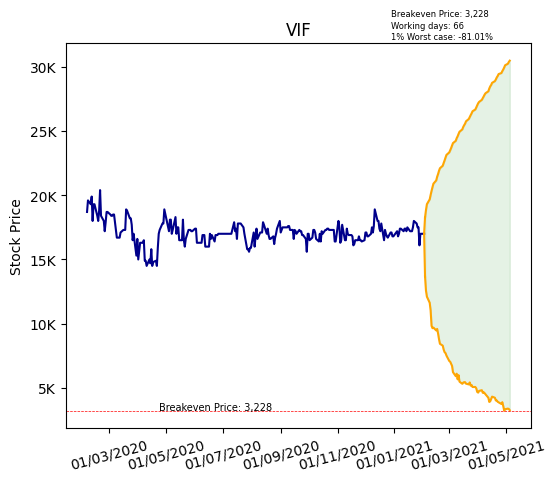 Breakeven Price: 3,228
Working days: 66
1% Worst case: -81.01%
VIF
Stock Price
30K
25K
20K
15K
10K
5K
Breakeven Price: 3,228
01/03/2020
01/05/2020
01/07/2020
01/09/2020
01/11/2020
01/01/2021
01/03/2021
01/05/2021